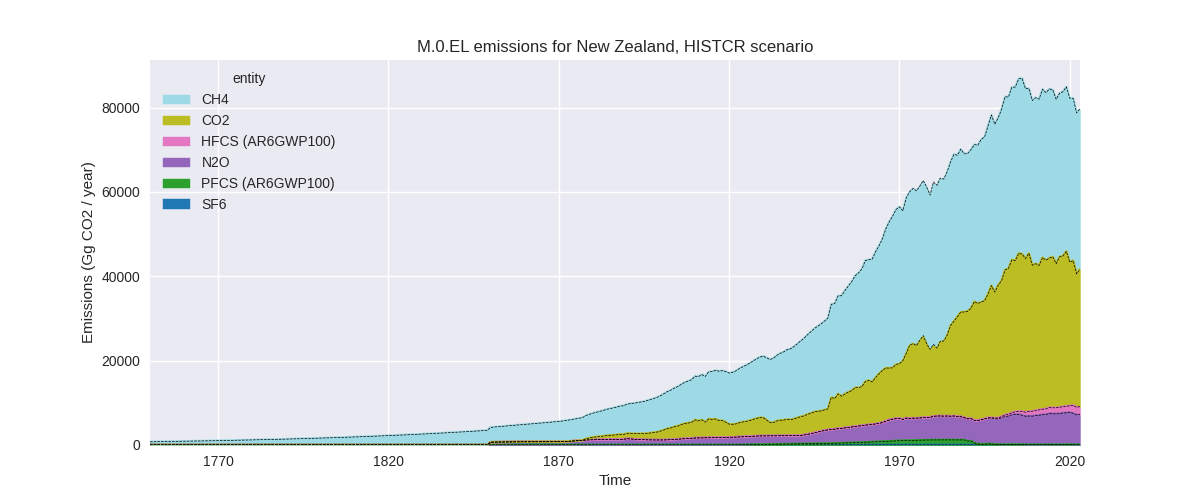 M.0.EL emissions for New Zealand, HISTCR scenario
entity
CH4
CO2
HFCS (AR6GWP100)
N2O
PFCS (AR6GWP100)
SF6
Emissions (Gg CO2 / year)
80000
60000
40000
20000
0
1770 1820 1870 1920 1970 2020
Time